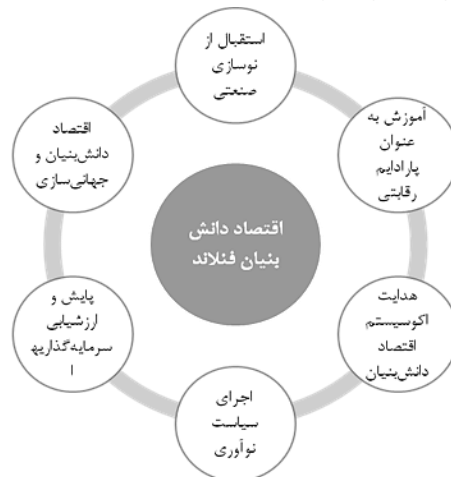 استقبال از
نوسازی
صنعتی
آموزش به
عنوان
پارادایم
رقابتی
هدایت
اکوسیستم
اقتصاد
دانش‌بنیان
اجرای
سیاست
نوآوری
پایش و
ارزشیابی
سرمایه‌گذاریه
ا
اقتصاد
دانش‌بنیان و
جهانی‌سازی
اقتصاد دانش
بنیان فنلاند